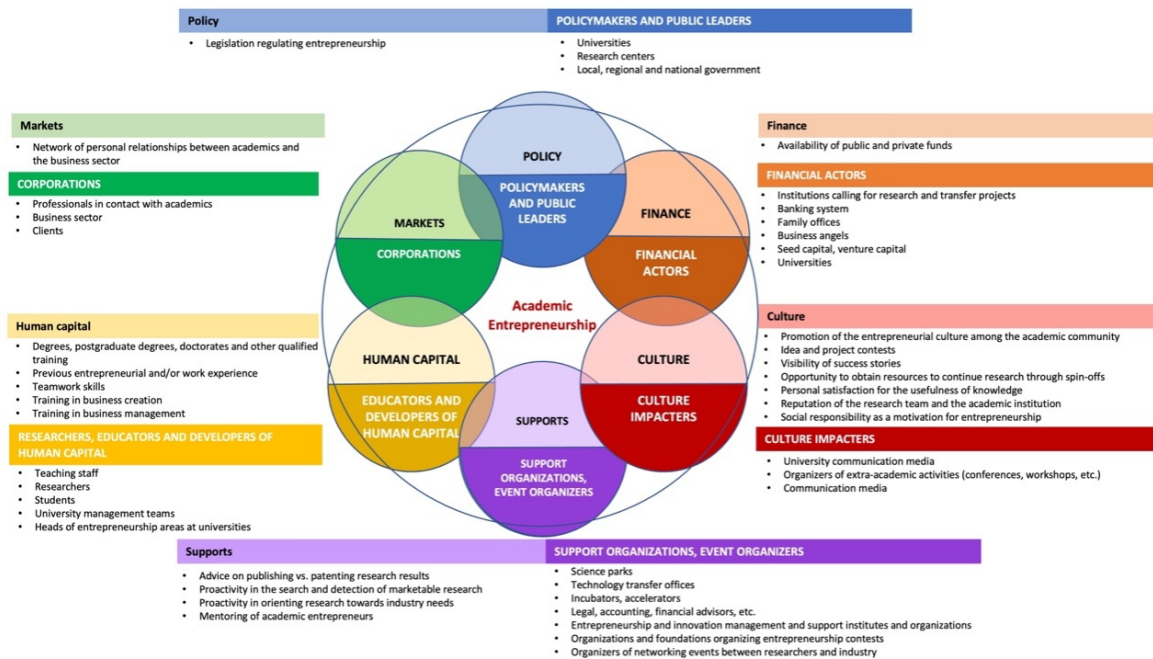 Policy
POLICYMAKERS AND PUBLIC LEADERS
• Legislation regulating entrepreneurship
• Universities
• Research centers
• Local, regional and national government
Markets
• Network of personal relationships between academics and
the business sector
CORPORATIONS
• Professionals in contact with academics
• Business sector
• Clients
Finance
• Availability of public and private funds
FINANCIAL ACTORS
• Institutions calling for research and transfer projects
• Banking system
• Family offices
• Business angels
• Seed capital, venture capital
• Universities
POLICY
POLICYMAKERS
AND PUBLIC
LEADERS
MARKETS
CORPORATIONS
FINANCE
FINANCIAL
ACTORS
Academic
Entrepreneurship
HUMAN CAPITAL
EDUCATORS AND
DEVELOPERS OF
HUMAN CAPITAL
CULTURE
CULTURE
IMPACTERS
SUPPORTS
SUPPORT
ORGANIZATIONS,
EVENT ORGANIZERS
Human capital
• Degrees, postgraduate degrees, doctorates and other qualified
training
• Previous entrepreneurial and/or work experience
• Teamwork skills
• Training in business creation
• Training in business management
RESEARCHERS, EDUCATORS AND DEVELOPERS OF
HUMAN CAPITAL
• Teaching staff
• Researchers
• Students
• University management teams
• Heads of entrepreneurship areas at universities
Culture
• Promotion of the entrepreneurial culture among the academic community
• Idea and project contests
• Visibility of success stories
• Opportunity to obtain resources to continue research through spin-offs
• Personal satisfaction for the usefulness of knowledge
• Reputation of the research team and the academic institution
• Social responsibility as a motivation for entrepreneurship
CULTURE IMPACTERS
• University communication media
• Organizers of extra-academic activities (conferences, workshops, etc.)
• Communication media
Supports
• Advice on publishing vs. patenting research results
• Proactivity in the search and detection of marketable research
• Proactivity in orienting research towards industry needs
• Mentoring of academic entrepreneurs
SUPPORT ORGANIZATIONS, EVENT ORGANIZERS
• Science parks
• Technology transfer offices
• Incubators, accelerators
• Legal, accounting, financial advisors, etc.
• Entrepreneurship and innovation management and support institutes and organizations
• Organizations and foundations organizing entrepreneurship contests
• Organizers of networking events between researchers and industry